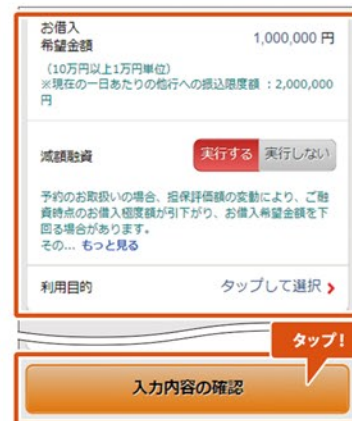 お借入
希望金額
1,000,000 円
（10万円以上1万円単位）
※現在の一日あたりの他行への振込限度額 ：2,000,000
円
減額融資
実行する 実行しない
予約のお取扱いの場合、担保評価額の変動により、ご融
資時点のお借入極度額が引下がり、お借入希望金額を下
回る場合があります。
その... もっと見る
利用目的
タップして選択
タップ！
入力内容の確認